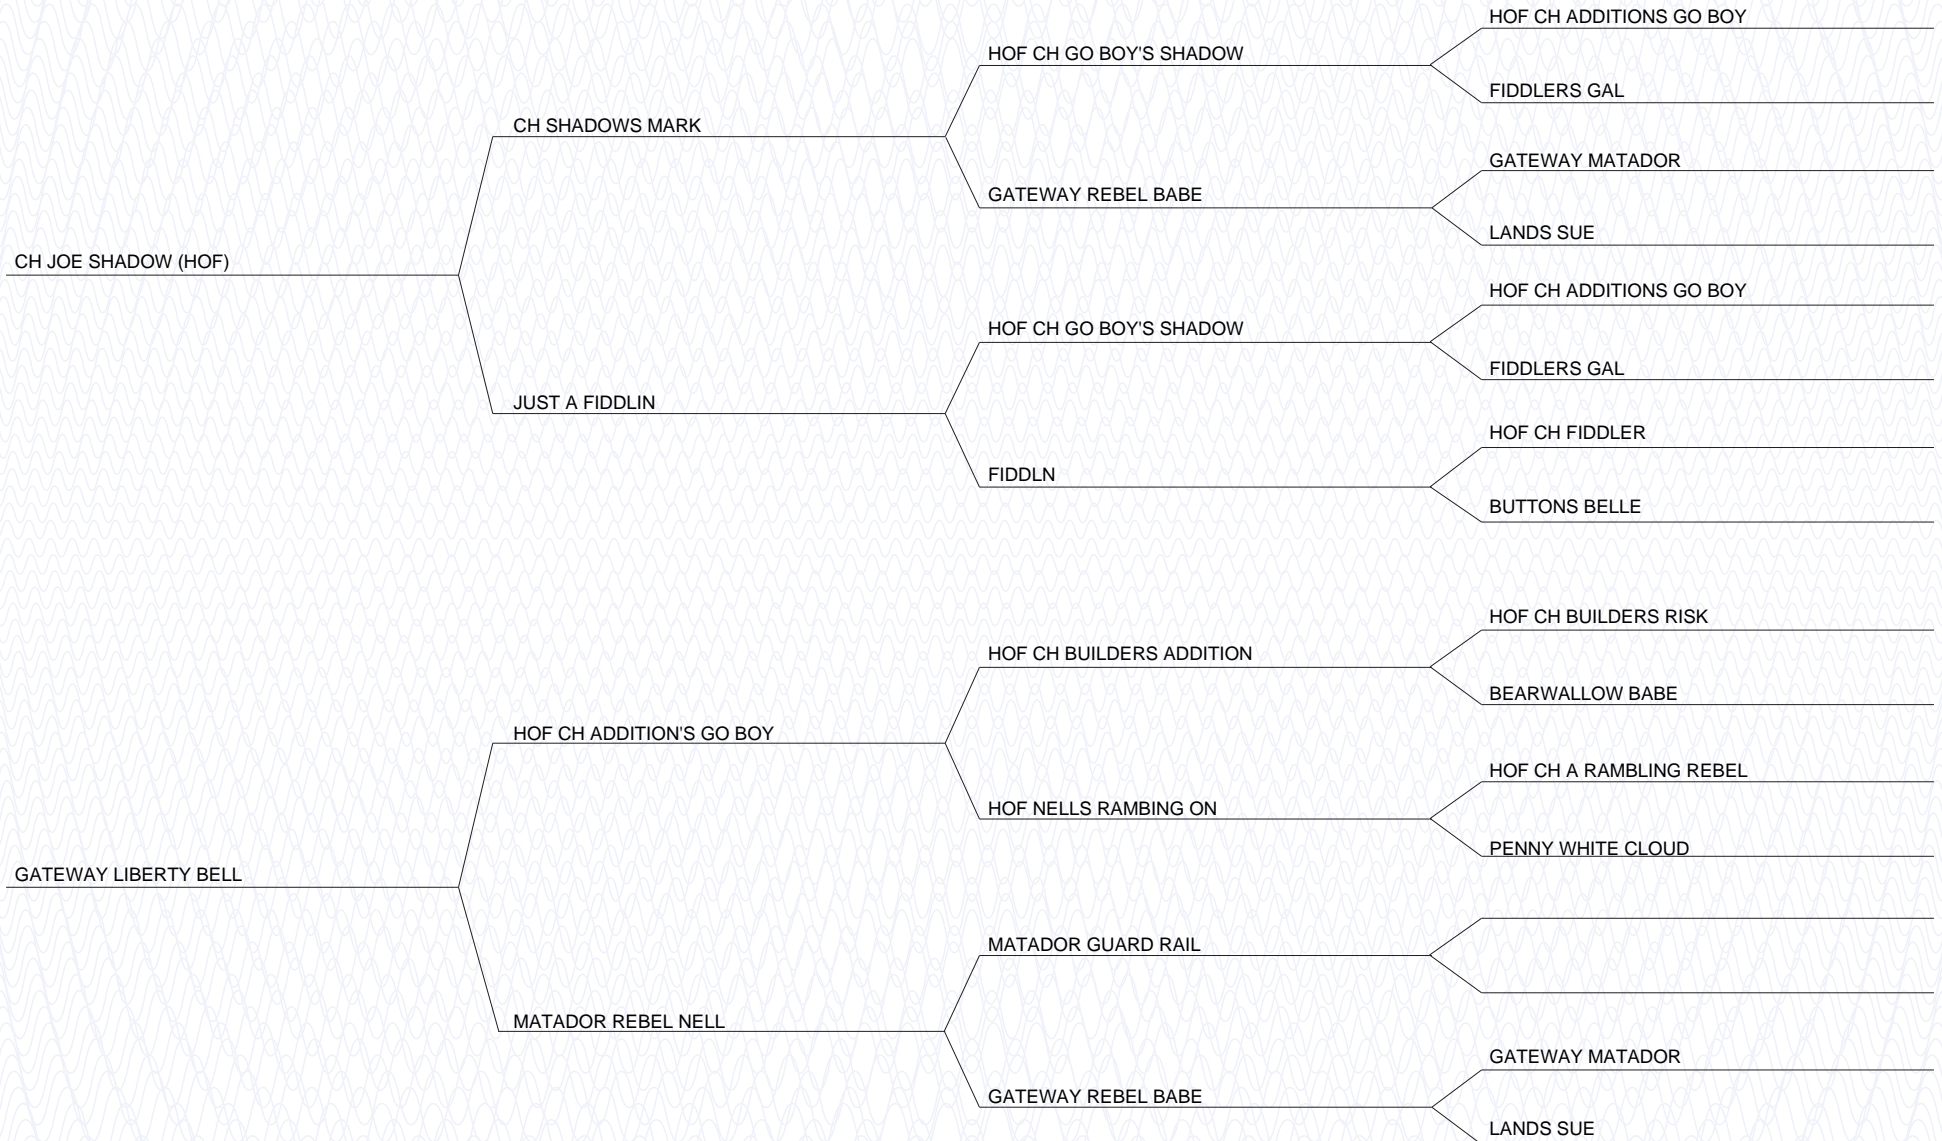 HOF CH ADDITIONS GO BOY
HOF CH GO BOY'S SHADOW
FIDDLERS GAL
CH SHADOWS MARK
GATEWAY MATADOR
GATEWAY REBEL BABE
LANDS SUE
CH JOE SHADOW (HOF)
HOF CH ADDITIONS GO BOY
HOF CH GO BOY'S SHADOW
FIDDLERS GAL
JUST A FIDDLIN
HOF CH FIDDLER
FIDDLN
BUTTONS BELLE
HOF CH BUILDERS RISK
HOF CH BUILDERS ADDITION
BEARWALLOW BABE
HOF CH ADDITION'S GO BOY
HOF CH A RAMBLING REBEL
HOF NELLS RAMBING ON
PENNY WHITE CLOUD
GATEWAY LIBERTY BELL
MATADOR GUARD RAIL
MATADOR REBEL NELL
GATEWAY MATADOR
GATEWAY REBEL BABE
LANDS SUE